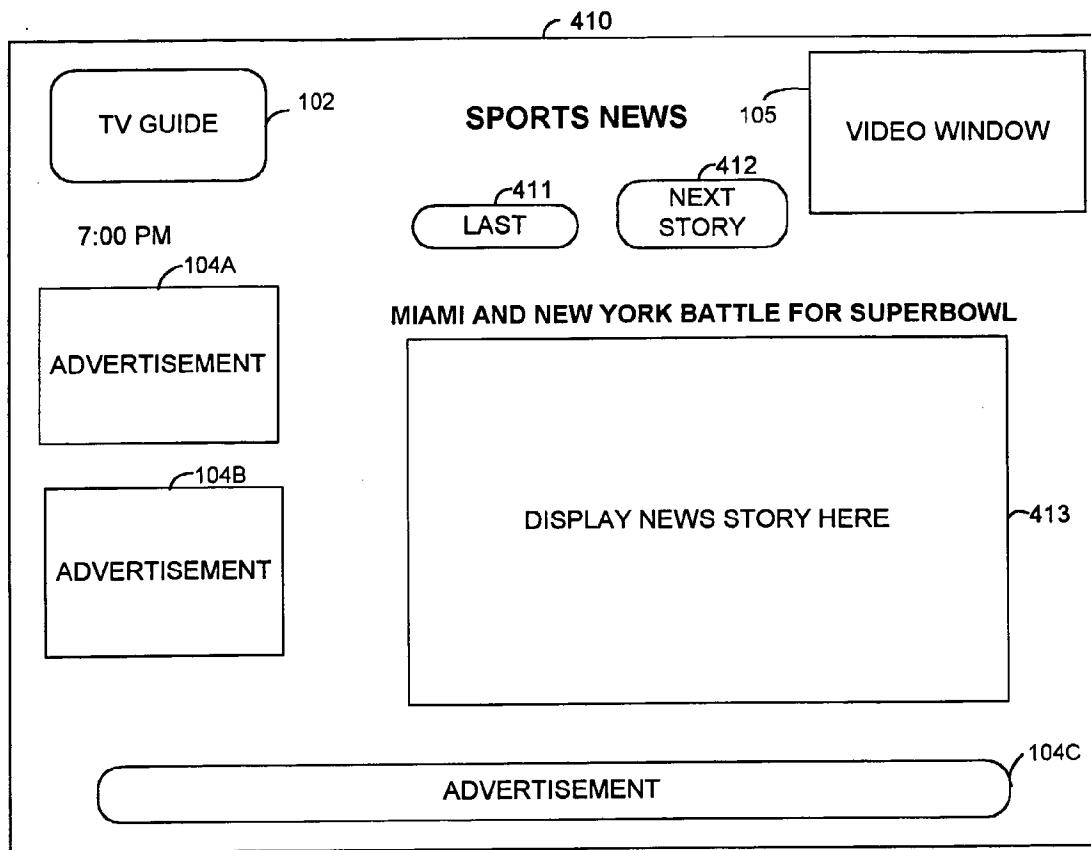 410
TV GUIDE
102
SPORTS NEWS
105
VIDEO WINDOW
411
LAST
412
NEXT
STORY
7:00 PM
104A
ADVERTISEMENT
MIAMI AND NEW YORK BATTLE FOR SUPERBOWL
104B
ADVERTISEMENT
DISPLAY NEWS STORY HERE
413
104C
ADVERTISEMENT